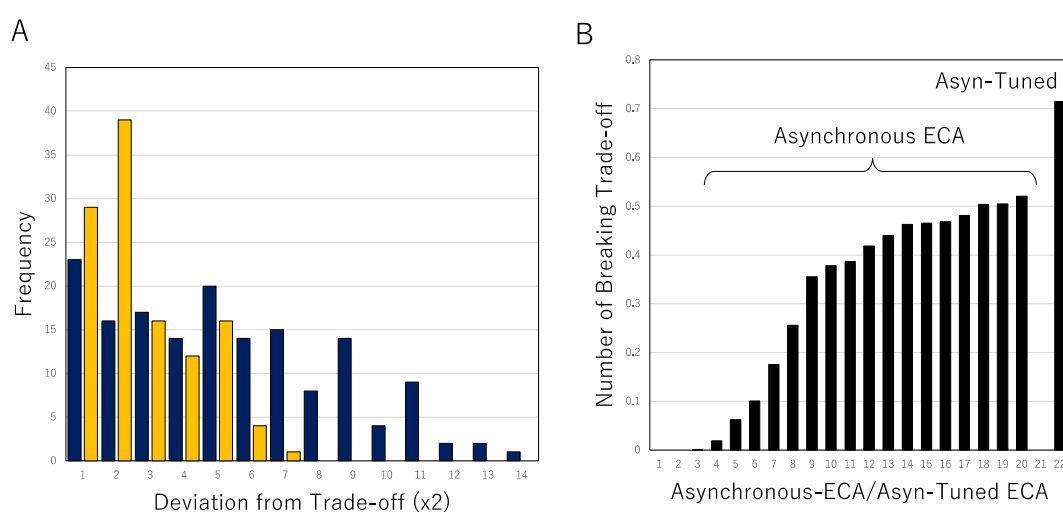 A
45
40
35
30
25
20
15
10
5
0
Frequency
1 2 3 4 5 6 7 8 9 10 11 12 13 14
Deviation from Trade-off (x2)
B
0.8
0.7
0.6
0.5
0.4
0.3
0.2
0.1
0
Number of Breaking Trade-off
Asyn-Tuned
Asynchronous ECA
1 2 3 4 5 6 7 8 9 10 11 12 13 14 15 16 17 18 19 20 21 22
Asynchronous-ECA/Asyn-Tuned ECA